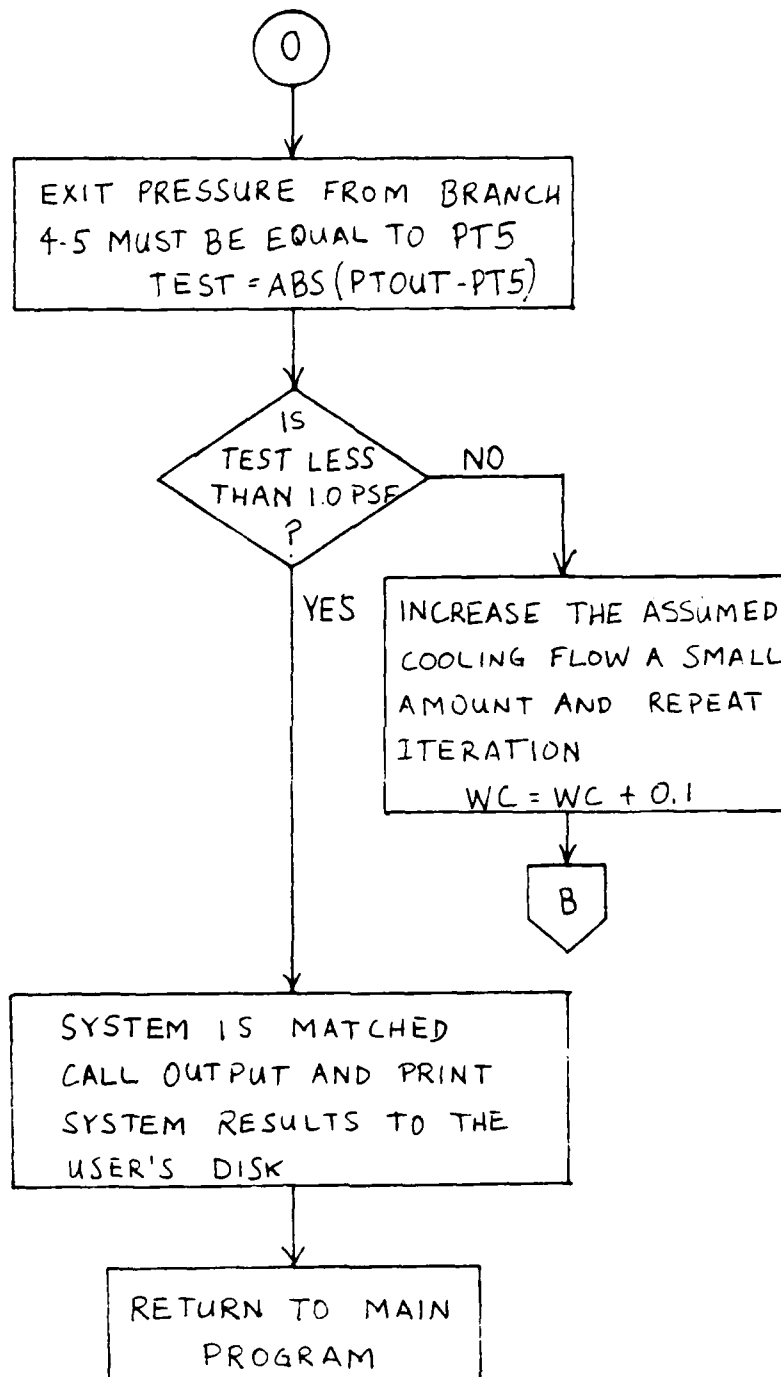 O
EXIT PRESSURE FROM BRANCH
4-5 MUST BE EQUAL TO PT5
TEST = ABS(PTOUT-PT5)
IS
TEST LESS
THAN 1.0 PSF
?
NO
YES
INCREASE THE ASSUMED
COOLING FLOW A SMALL
AMOUNT AND REPEAT
ITERATION
WC = WC + 0.1
B
SYSTEM IS MATCHED
CALL OUTPUT AND PRINT
SYSTEM RESULTS TO THE
USER'S DISK
RETURN TO MAIN
PROGRAM